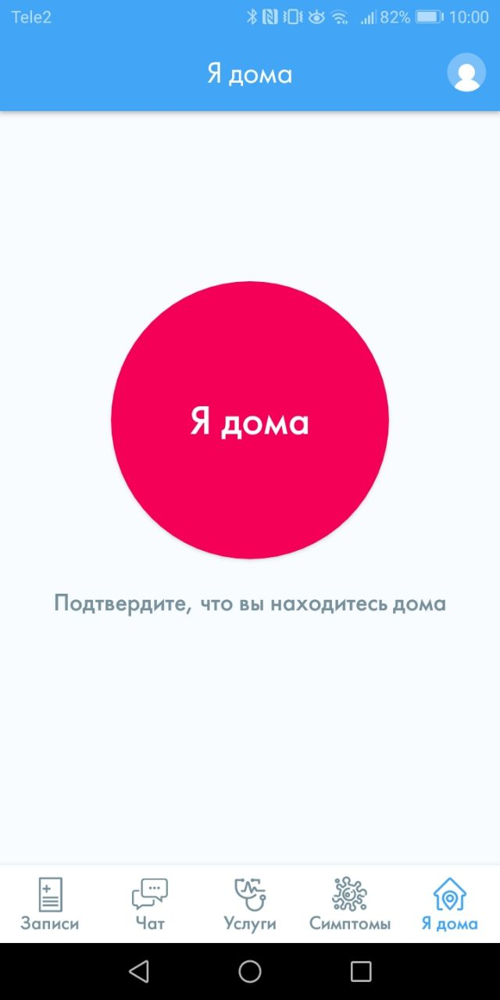 Tele2 82% 10:00
Я дома
Я дома
Подтвердите, что вы находитесь дома
Записи Чат Услуги Симптомы Я дома